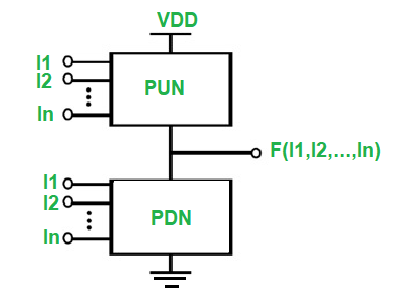 VDD
I1
I2
PUN
In
F(I1,I2,...,In)
I1
I2
PDN
In